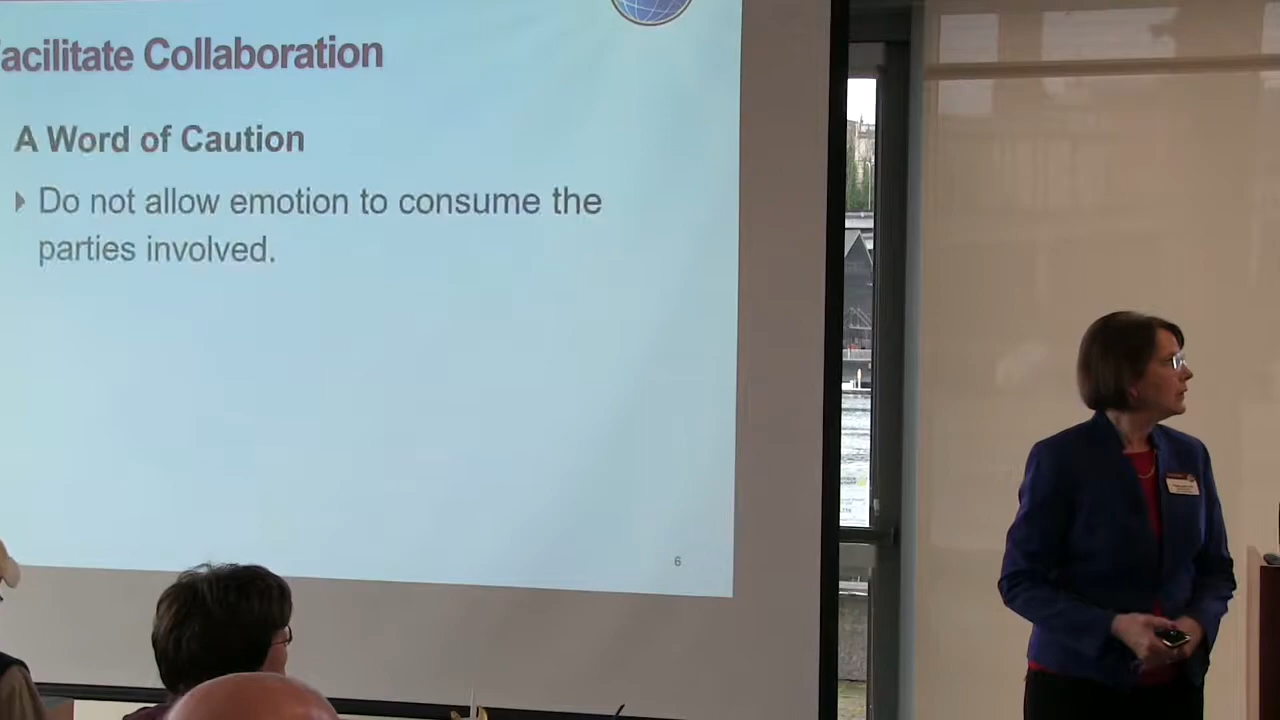 acilitate Collaboration
A Word of Caution
Do not allow emotion to consume the
parties involved.
6